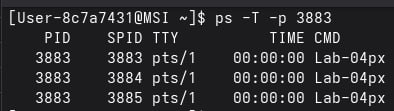 [User-8c7a7431@MSI ~]$ ps -T -p 3883
PID SPID TTY TIME CMD
3883 3883 pts/1 00:00:00 Lab-04px
3883 3884 pts/1 00:00:00 Lab-04px
3883 3885 pts/1 00:00:00 Lab-04px